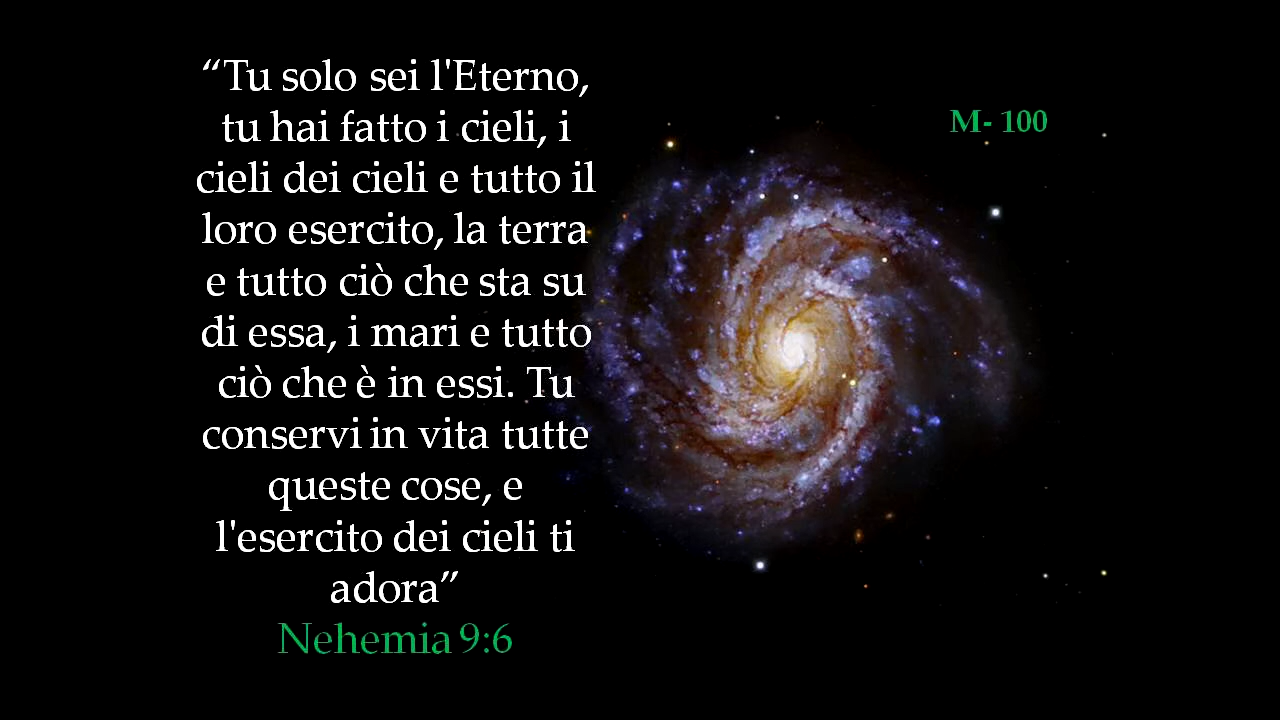 “Tu solo sei l'Eterno,
tu hai fatto i cieli, i
cieli dei cieli e tutto il
loro esercito, la terra
e tutto ciò che sta su
di essa, i mari e tutto
ciò che è in essi. Tu
conservi in vita tutte
queste cose, e
l'esercito dei cieli ti
adora”
Nehemia 9:6
M- 100